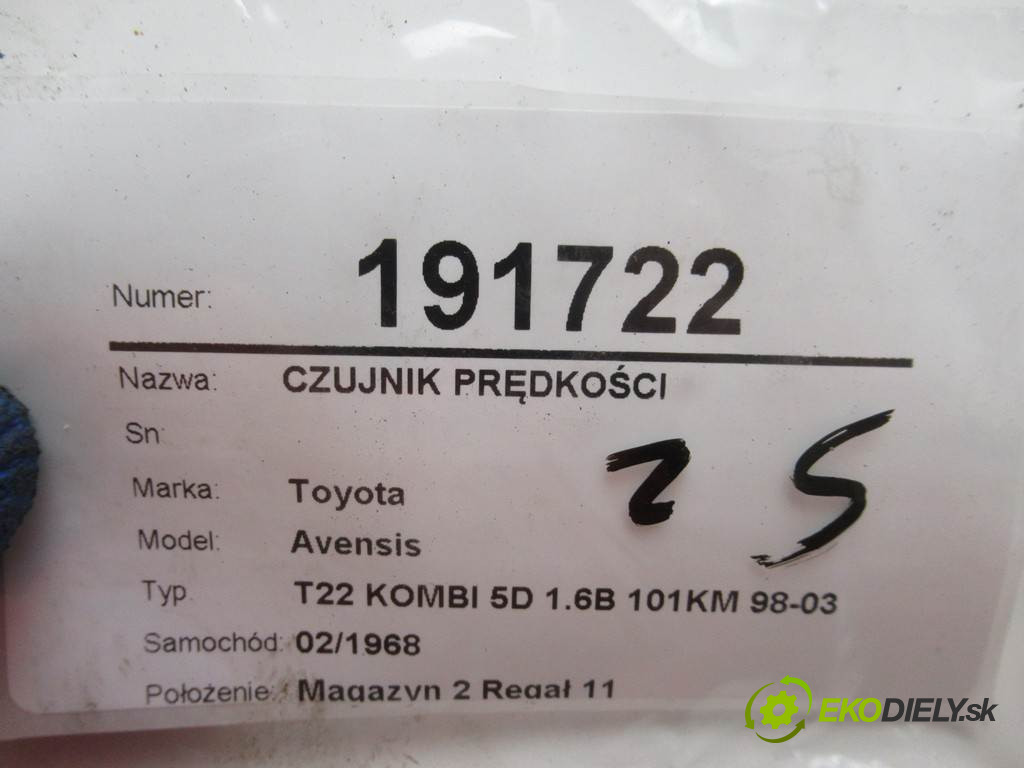 Numer: 191722
Nazwa: CZUJNIK PRĘDKOŚCI
Sn:
25
Marka: Toyota
Model: Avensis
Typ T22 KOMBI 5D 1.6B 101KM 98-03
Samochód: 02/1968
Położenie: Magazyn 2 Regał 11
EKODIELY.sk